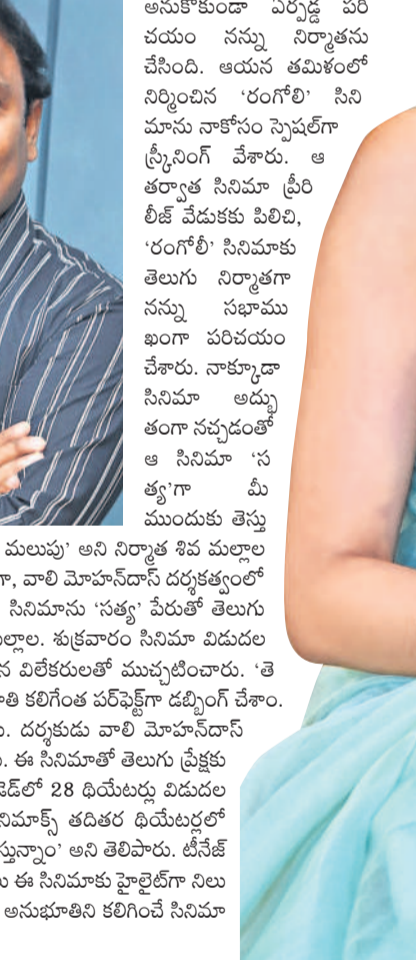 అనుకోకుండా ఏర్పడ్డ పరి
చయం నన్ను నిర్మాతను
చేసింది. ఆయన తమిళంలో
నిర్మించిన ‘రంగోలి’ సిని
మాను నాకోసం స్పెషల్‌గా
స్క్రీనింగ్ వేశారు. ఆ
తర్వాత సినిమా ప్రీరి
లీజ్ వేడుకకు పిలిచి,
‘రంగోలీ’ సినిమాకు
తెలుగు నిర్మాతగా
నన్ను సభాము
ఖంగా పరిచయం
చేశారు. నాక్కూడా
సినిమా అద్భు
తంగా నచ్చడంతో
ఆ సినిమా ‘స
త్య’గా మీ
ముందుకు తెస్తు
మలుపు’ అని నిర్మాత శివ మల్లాల
గా, వాలి మోహన్‌దాస్ దర్శకత్వంలో
సినిమాను ‘సత్య’ పేరుతో తెలుగు
ల్లాల. శుక్రవారం సినిమా విడుదల
న విలేకరులతో ముచ్చటించారు. ‘తె
తి కలిగేంత పర్‌ఫెక్ట్‌గా డబ్బింగ్ చేశాం.
. దర్శకుడు వాలి మోహన్‌దాస్
. ఈ సినిమాతో తెలుగు ప్రేక్షకు
డెడ్‌లో 28 థియేటర్లు విడుదల
నిమాక్స్ తదితర థియేటర్లలో
స్తున్నాం’ అని తెలిపారు. టీనేజ్
ఈ సినిమాకు హైలైట్‌గా నిలు
అనుభూతిని కలిగించే సినిమా